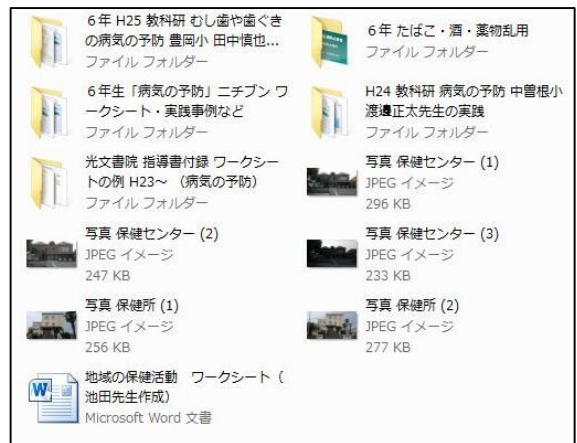 6年 H25 教科研 むし歯や歯ぐき
の病気の予防 豊岡小 田中慎也...
ファイル フォルダー
6年 たばこ・酒・薬物乱用
ファイル フォルダー
6年生「病気の予防」ニチブン ワ
ークシート・実践事例など
ファイル フォルダー
H24 教科研 病気の予防 中曽根小
渡邊正太先生の実践
ファイル フォルダー
光文書院 指導書付録 ワークシー
トの例 H23～ （病気の予防）
ファイル フォルダー
写真 保健センター (1)
JPEG イメージ
296 KB
写真 保健センター (2)
JPEG イメージ
247 KB
写真 保健センター (3)
JPEG イメージ
233 KB
写真 保健所 (1)
JPEG イメージ
256 KB
写真 保健所 (2)
JPEG イメージ
277 KB
地域の保健活動　ワークシート（
池田先生作成）
Microsoft Word 文書